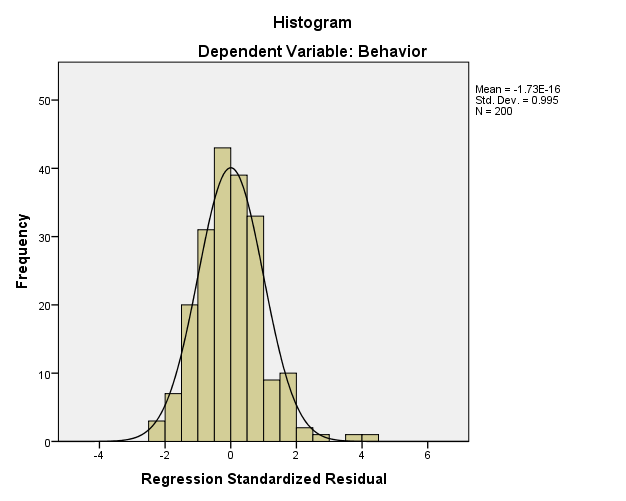 Histogram
Dependent Variable: Behavior
Mean = -1.73E-16
Std. Dev. = 0.995
N = 200
50
40
30
20
10
0
Frequency
-4 -2 0 2 4 6
Regression Standardized Residual